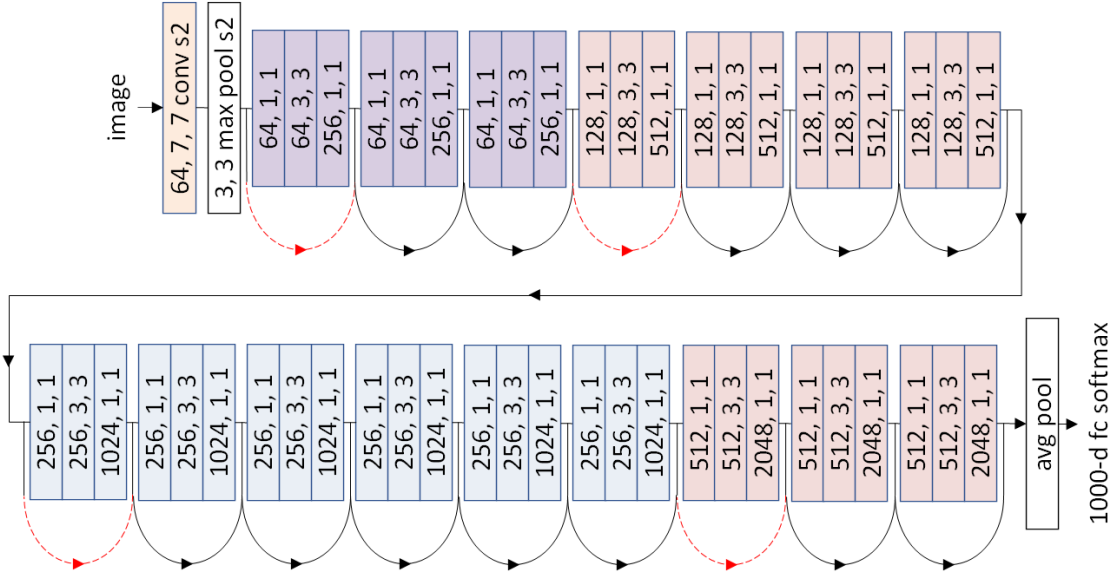 image
64, 7, 7 conv s2
3, 3 max pool s2
64, 1, 1
64, 3, 3
256, 1, 1
64, 1, 1
64, 3, 3
256, 1, 1
64, 1, 1
64, 3, 3
256, 1, 1
128, 1, 1
128, 3, 3
512, 1, 1
128, 1, 1
128, 3, 3
512, 1, 1
128, 1, 1
128, 3, 3
512, 1, 1
128, 1, 1
128, 3, 3
512, 1, 1
256, 1, 1
256, 3, 3
1024, 1, 1
256, 1, 1
256, 3, 3
1024, 1, 1
256, 1, 1
256, 3, 3
1024, 1, 1
256, 1, 1
256, 3, 3
1024, 1, 1
256, 1, 1
256, 3, 3
1024, 1, 1
256, 1, 1
256, 3, 3
1024, 1, 1
512, 1, 1
512, 3, 3
2048, 1, 1
512, 1, 1
512, 3, 3
2048, 1, 1
512, 1, 1
512, 3, 3
2048, 1, 1
avg pool
1000-d fc softmax